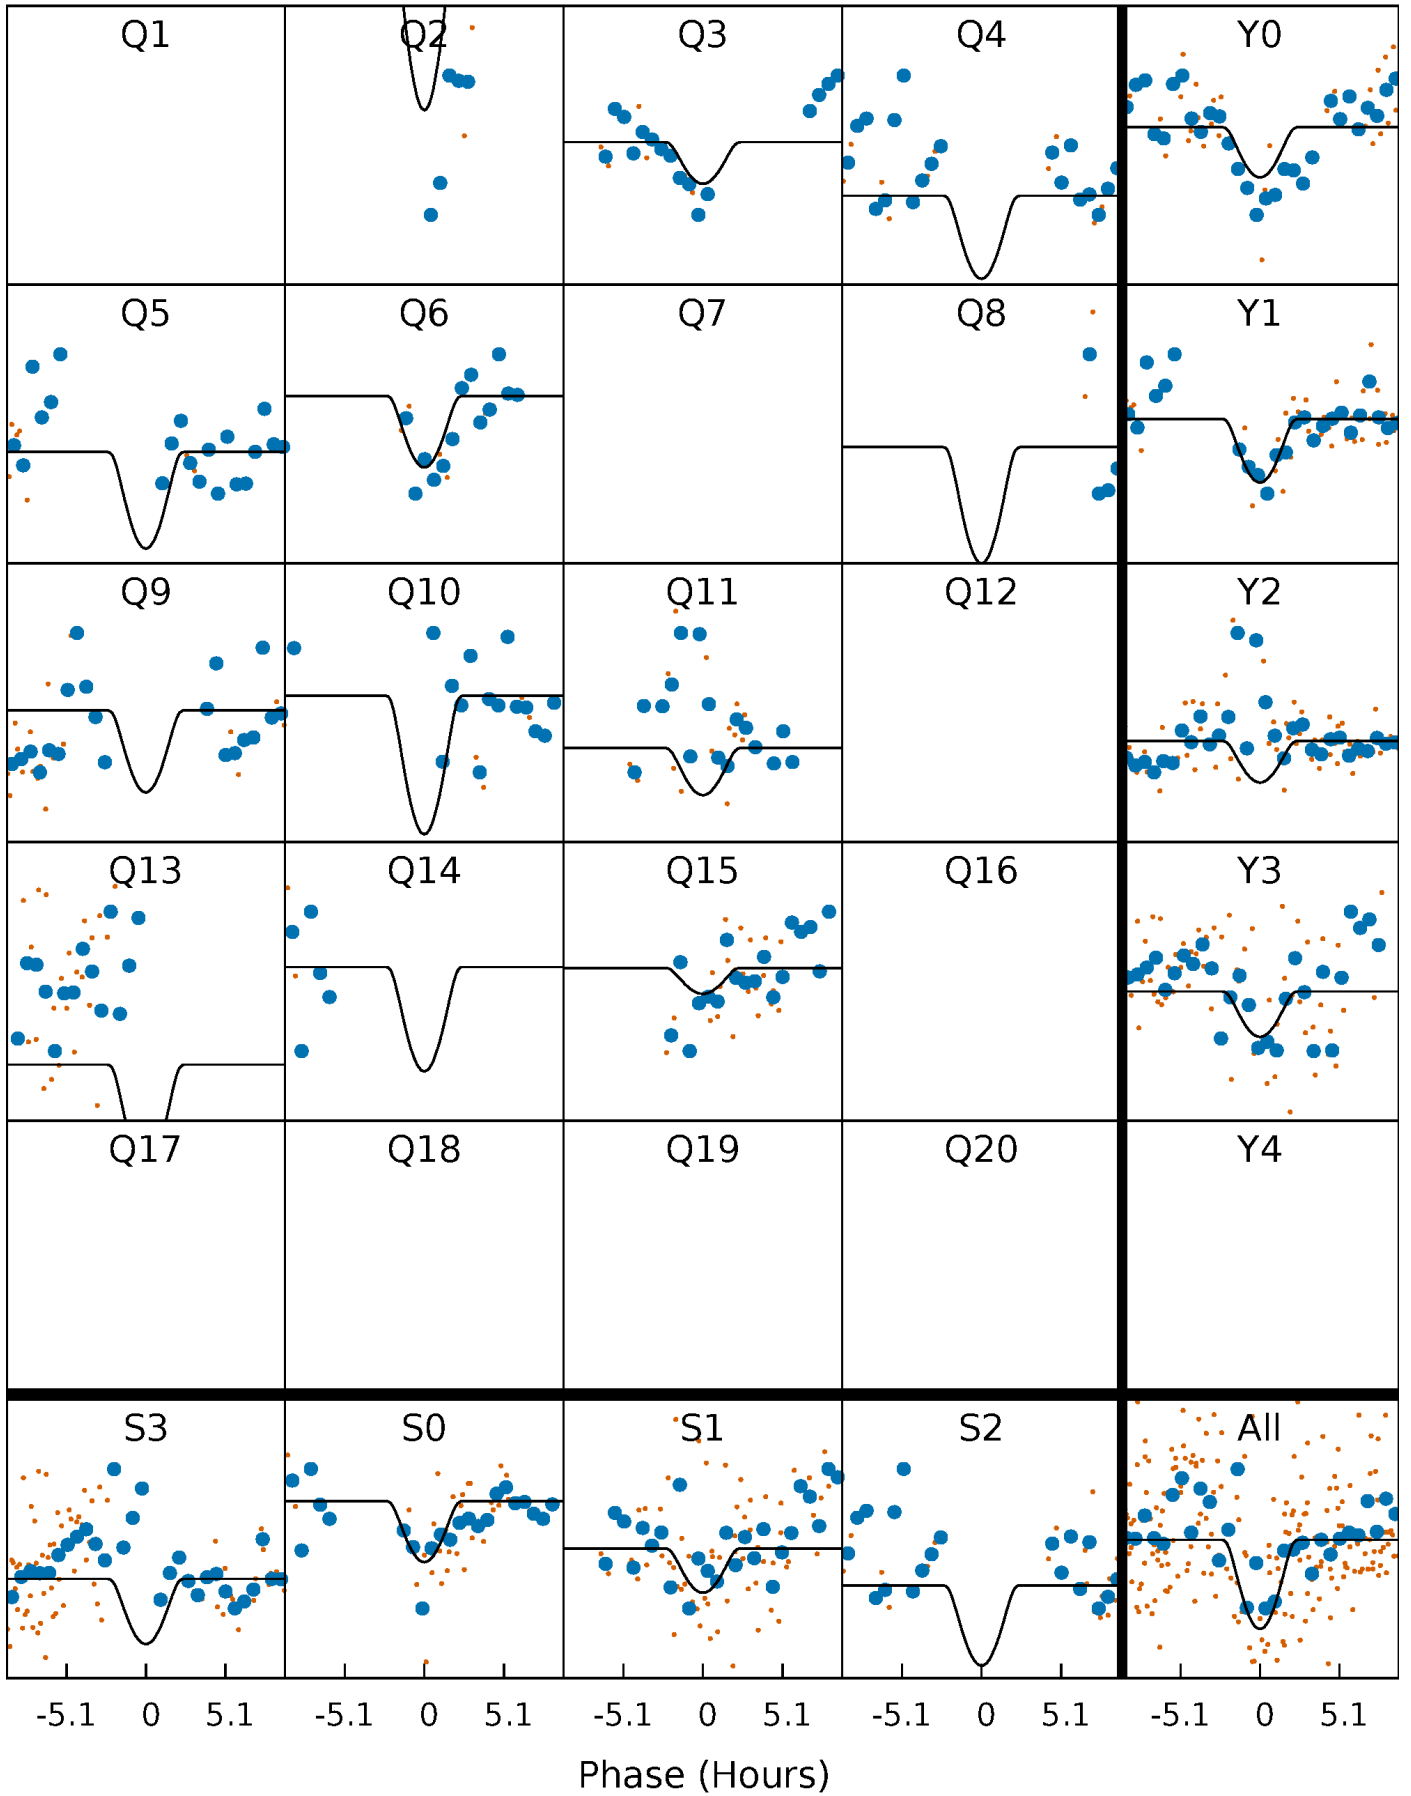 Q1 Q2 Q3 Q4 Y0
Q5 Q6 Q7 Q8 Y1
Q9 Q10 Q11 Q12 Y2
Q13 Q14 Q15 Q16 Y3
Q17 Q18 Q19 Q20 Y4
S3 S0 S1 S2 All
-5.1 0 5.1 -5.1 0 5.1 -5.1 0 5.1 -5.1 0 5.1 -5.1 0 5.1
Phase (Hours)